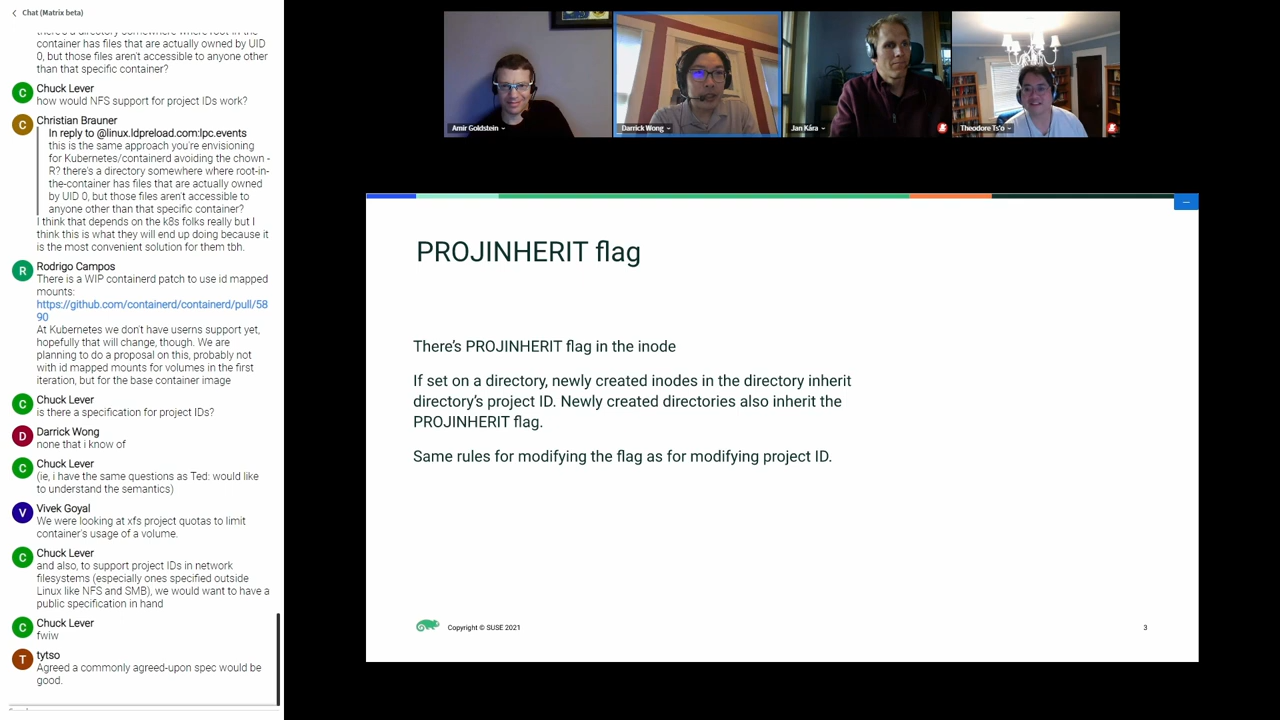 Chat (Matrix beta)
there's a directory somewhere where root-in-the-
container has files that are actually owned by UID
0, but those files aren't accessible to anyone other
than that specific container?
C
Chuck Lever
how would NFS support for project IDs work?
C
Christian Brauner
In reply to @linux.ldpreload.com:lpc.events
this is the same approach you're envisioning
for Kubernetes/containerd avoiding the chown -
R? there's a directory somewhere where root-in-
the-container has files that are actually owned
by UID 0, but those files aren't accessible to
anyone other than that specific container?
I think that depends on the k8s folks really but I
think this is what they will end up doing because it
is the most convenient solution for them tbh.
R
Rodrigo Campos
There is a WIP containerd patch to use id mapped
mounts:
https://github.com/containerd/containerd/pull/58
90
At Kubernetes we don't have userns support yet,
hopefully that will change, though. We are
planning to do a proposal on this, probably not
with id mapped mounts for volumes in the first
iteration, but for the base container image
C
Chuck Lever
is there a specification for project IDs?
D
Darrick Wong
none that i know of
C
Chuck Lever
(ie, i have the same questions as Ted: would like
to understand the semantics)
V
Vivek Goyal
We were looking at xfs project quotas to limit
container's usage of a volume.
C
Chuck Lever
and also, to support project IDs in network
filesystems (especially ones specified outside
Linux like NFS and SMB), we would want to have a
public specification in hand
C
Chuck Lever
fwiw
T
tytso
Agreed a commonly agreed-upon spec would be
good.
Amir Goldstein
Darrick Wong
Jan Kára
Theodore Ts'o
PROJINHERIT flag
There's PROJINHERIT flag in the inode
If set on a directory, newly created inodes in the directory inherit
directory's project ID. Newly created directories also inherit the
PROJINHERIT flag.
Same rules for modifying the flag as for modifying project ID.
Copyright © SUSE 2021
3